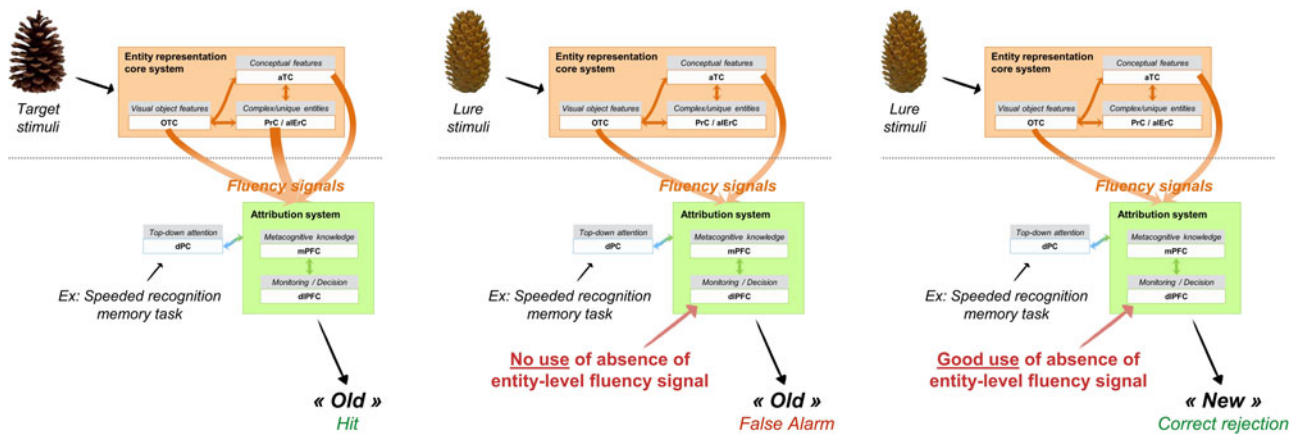 Target
stimuli
Entity representation
core system
Conceptual features
aTC
Visual object features
OTC
Complex/unique entities
PrC / alErC
Fluency signals
Attribution system
Top-down attention
dPC
Metacognitive knowledge
mPFC
Monitoring / Decision
dlPFC
Ex: Speeded recognition
memory task
« Old »
Hit
Lure
stimuli
Entity representation
core system
Conceptual features
aTC
Visual object features
OTC
Complex/unique entities
PrC / alErC
Fluency signals
Attribution system
Top-down attention
dPC
Metacognitive knowledge
mPFC
Monitoring / Decision
dlPFC
Ex: Speeded recognition
memory task
No use of absence of
entity-level fluency signal
« Old »
False Alarm
Lure
stimuli
Entity representation
core system
Conceptual features
aTC
Visual object features
OTC
Complex/unique entities
PrC / alErC
Fluency signals
Attribution system
Top-down attention
dPC
Metacognitive knowledge
mPFC
Monitoring / Decision
dlPFC
Ex: Speeded recognition
memory task
Good use of absence of
entity-level fluency signal
« New »
Correct rejection